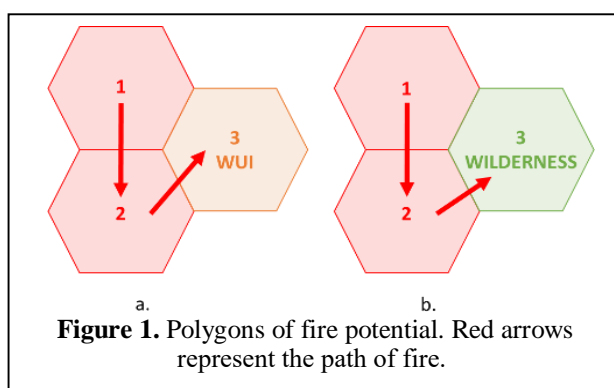 1
3
WUI
2
a.
1
3
WILDERNESS
2
b.
Figure 1. Polygons of fire potential. Red arrows
represent the path of fire.